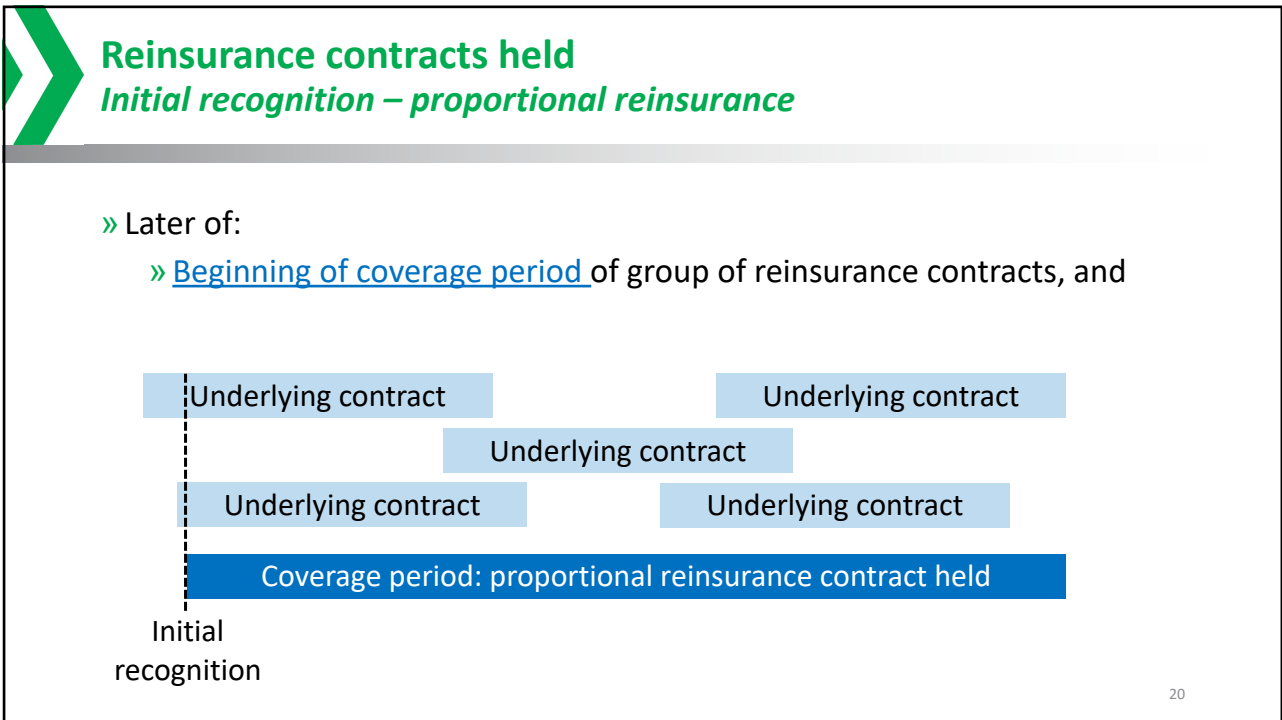 Reinsurance contracts held
Initial recognition – proportional reinsurance
» Later of:
» Beginning of coverage period of group of reinsurance contracts, and
Underlying contract
Underlying contract
Underlying contract
Underlying contract
Underlying contract
Coverage period: proportional reinsurance contract held
Initial
recognition
20